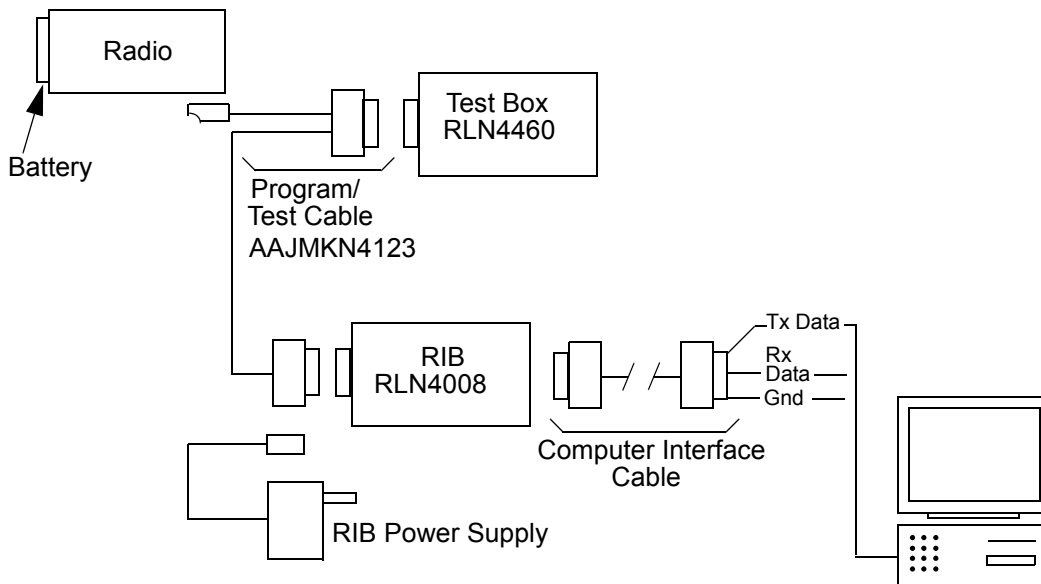 Radio
Battery
Test Box
RLN4460
Program/
Test Cable
AAJMKN4123
RIB
RLN4008
Tx Data
Rx
Data
Gnd
Computer Interface
Cable
RIB Power Supply